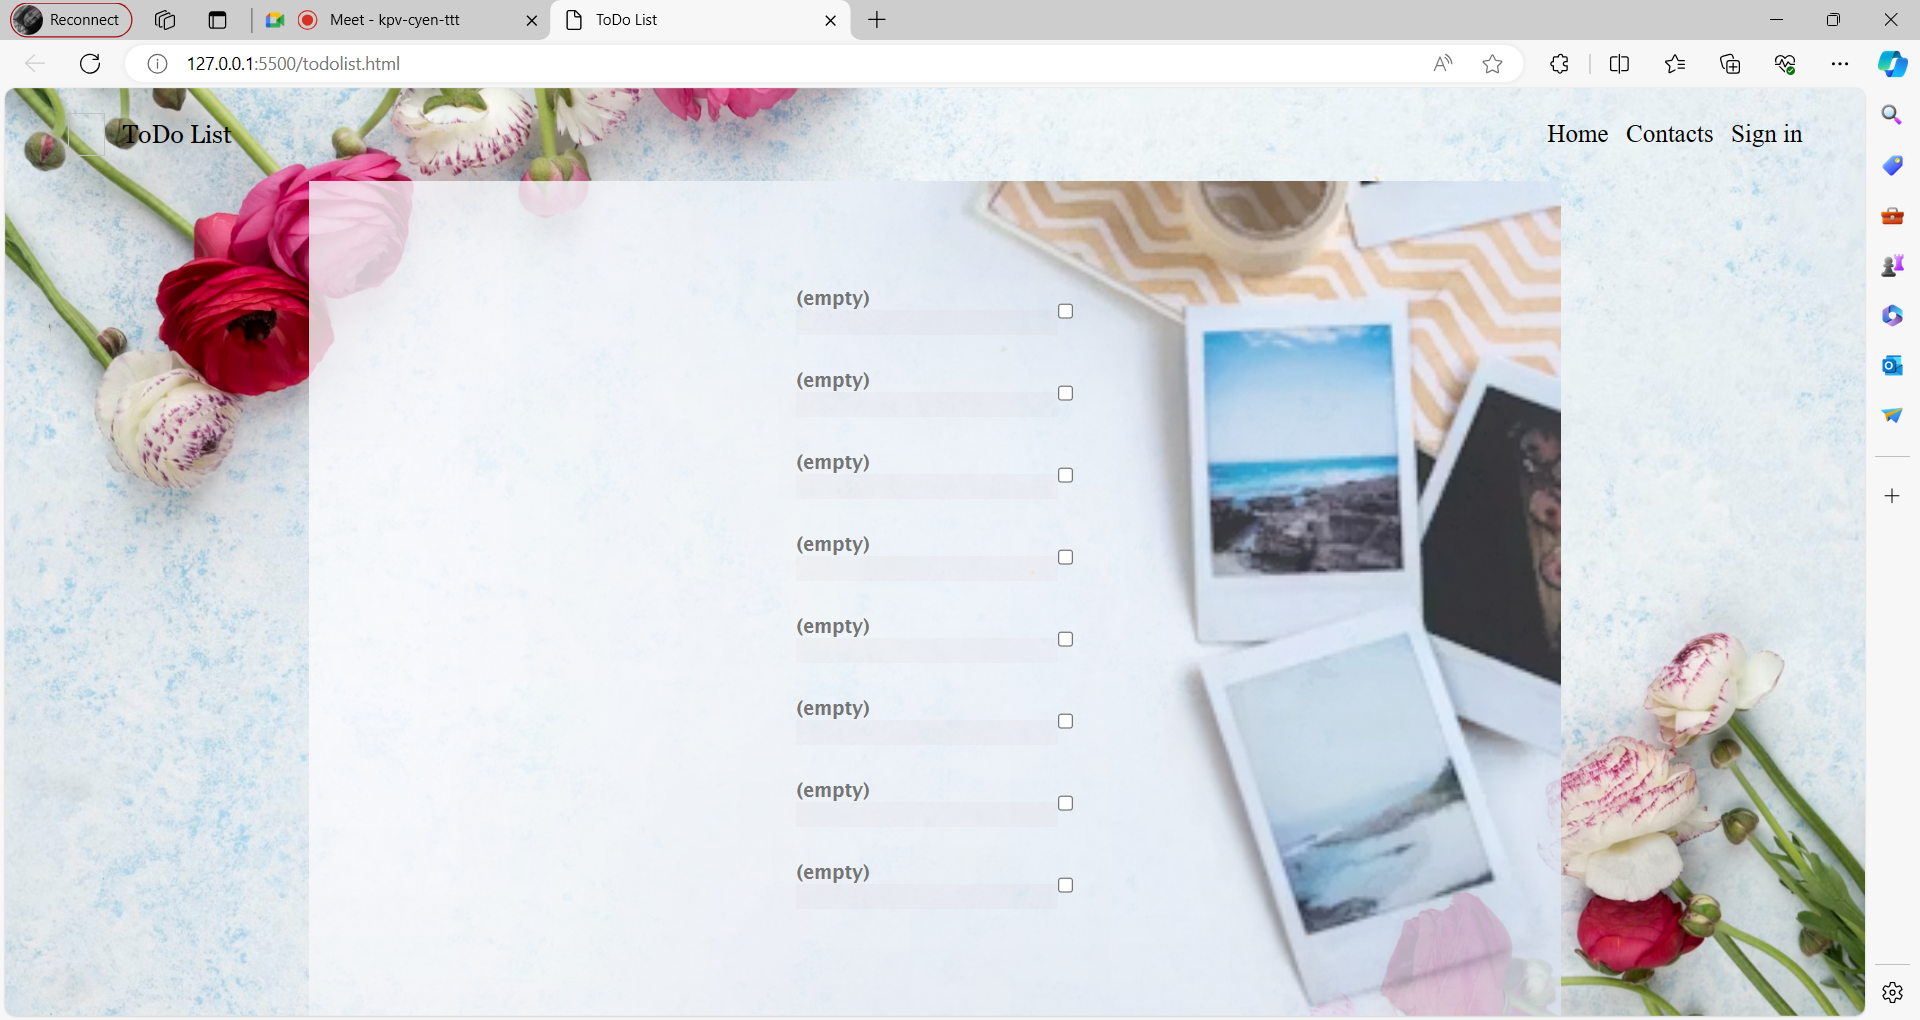 Reconnect
Meet - kpv-cyen-ttt
ToDo List
127.0.0.1:5500/todolist.html
ToDo List
Home Contacts Sign in
(empty)
(empty)
(empty)
(empty)
(empty)
(empty)
(empty)
(empty)